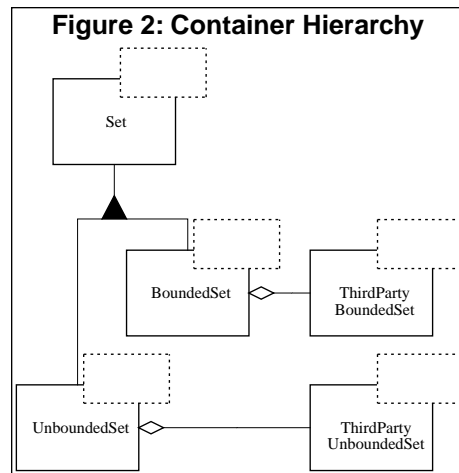 Figure 2: Container Hierarchy
Set
BoundedSet
ThirdParty
BoundedSet
UnboundedSet
ThirdParty
UnboundedSet